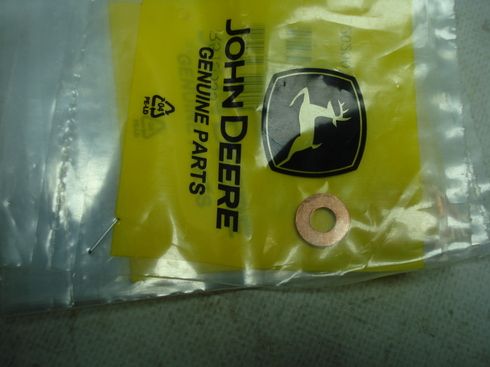 JOHN DEERE
GENUINE PARTS
04
PE-LD